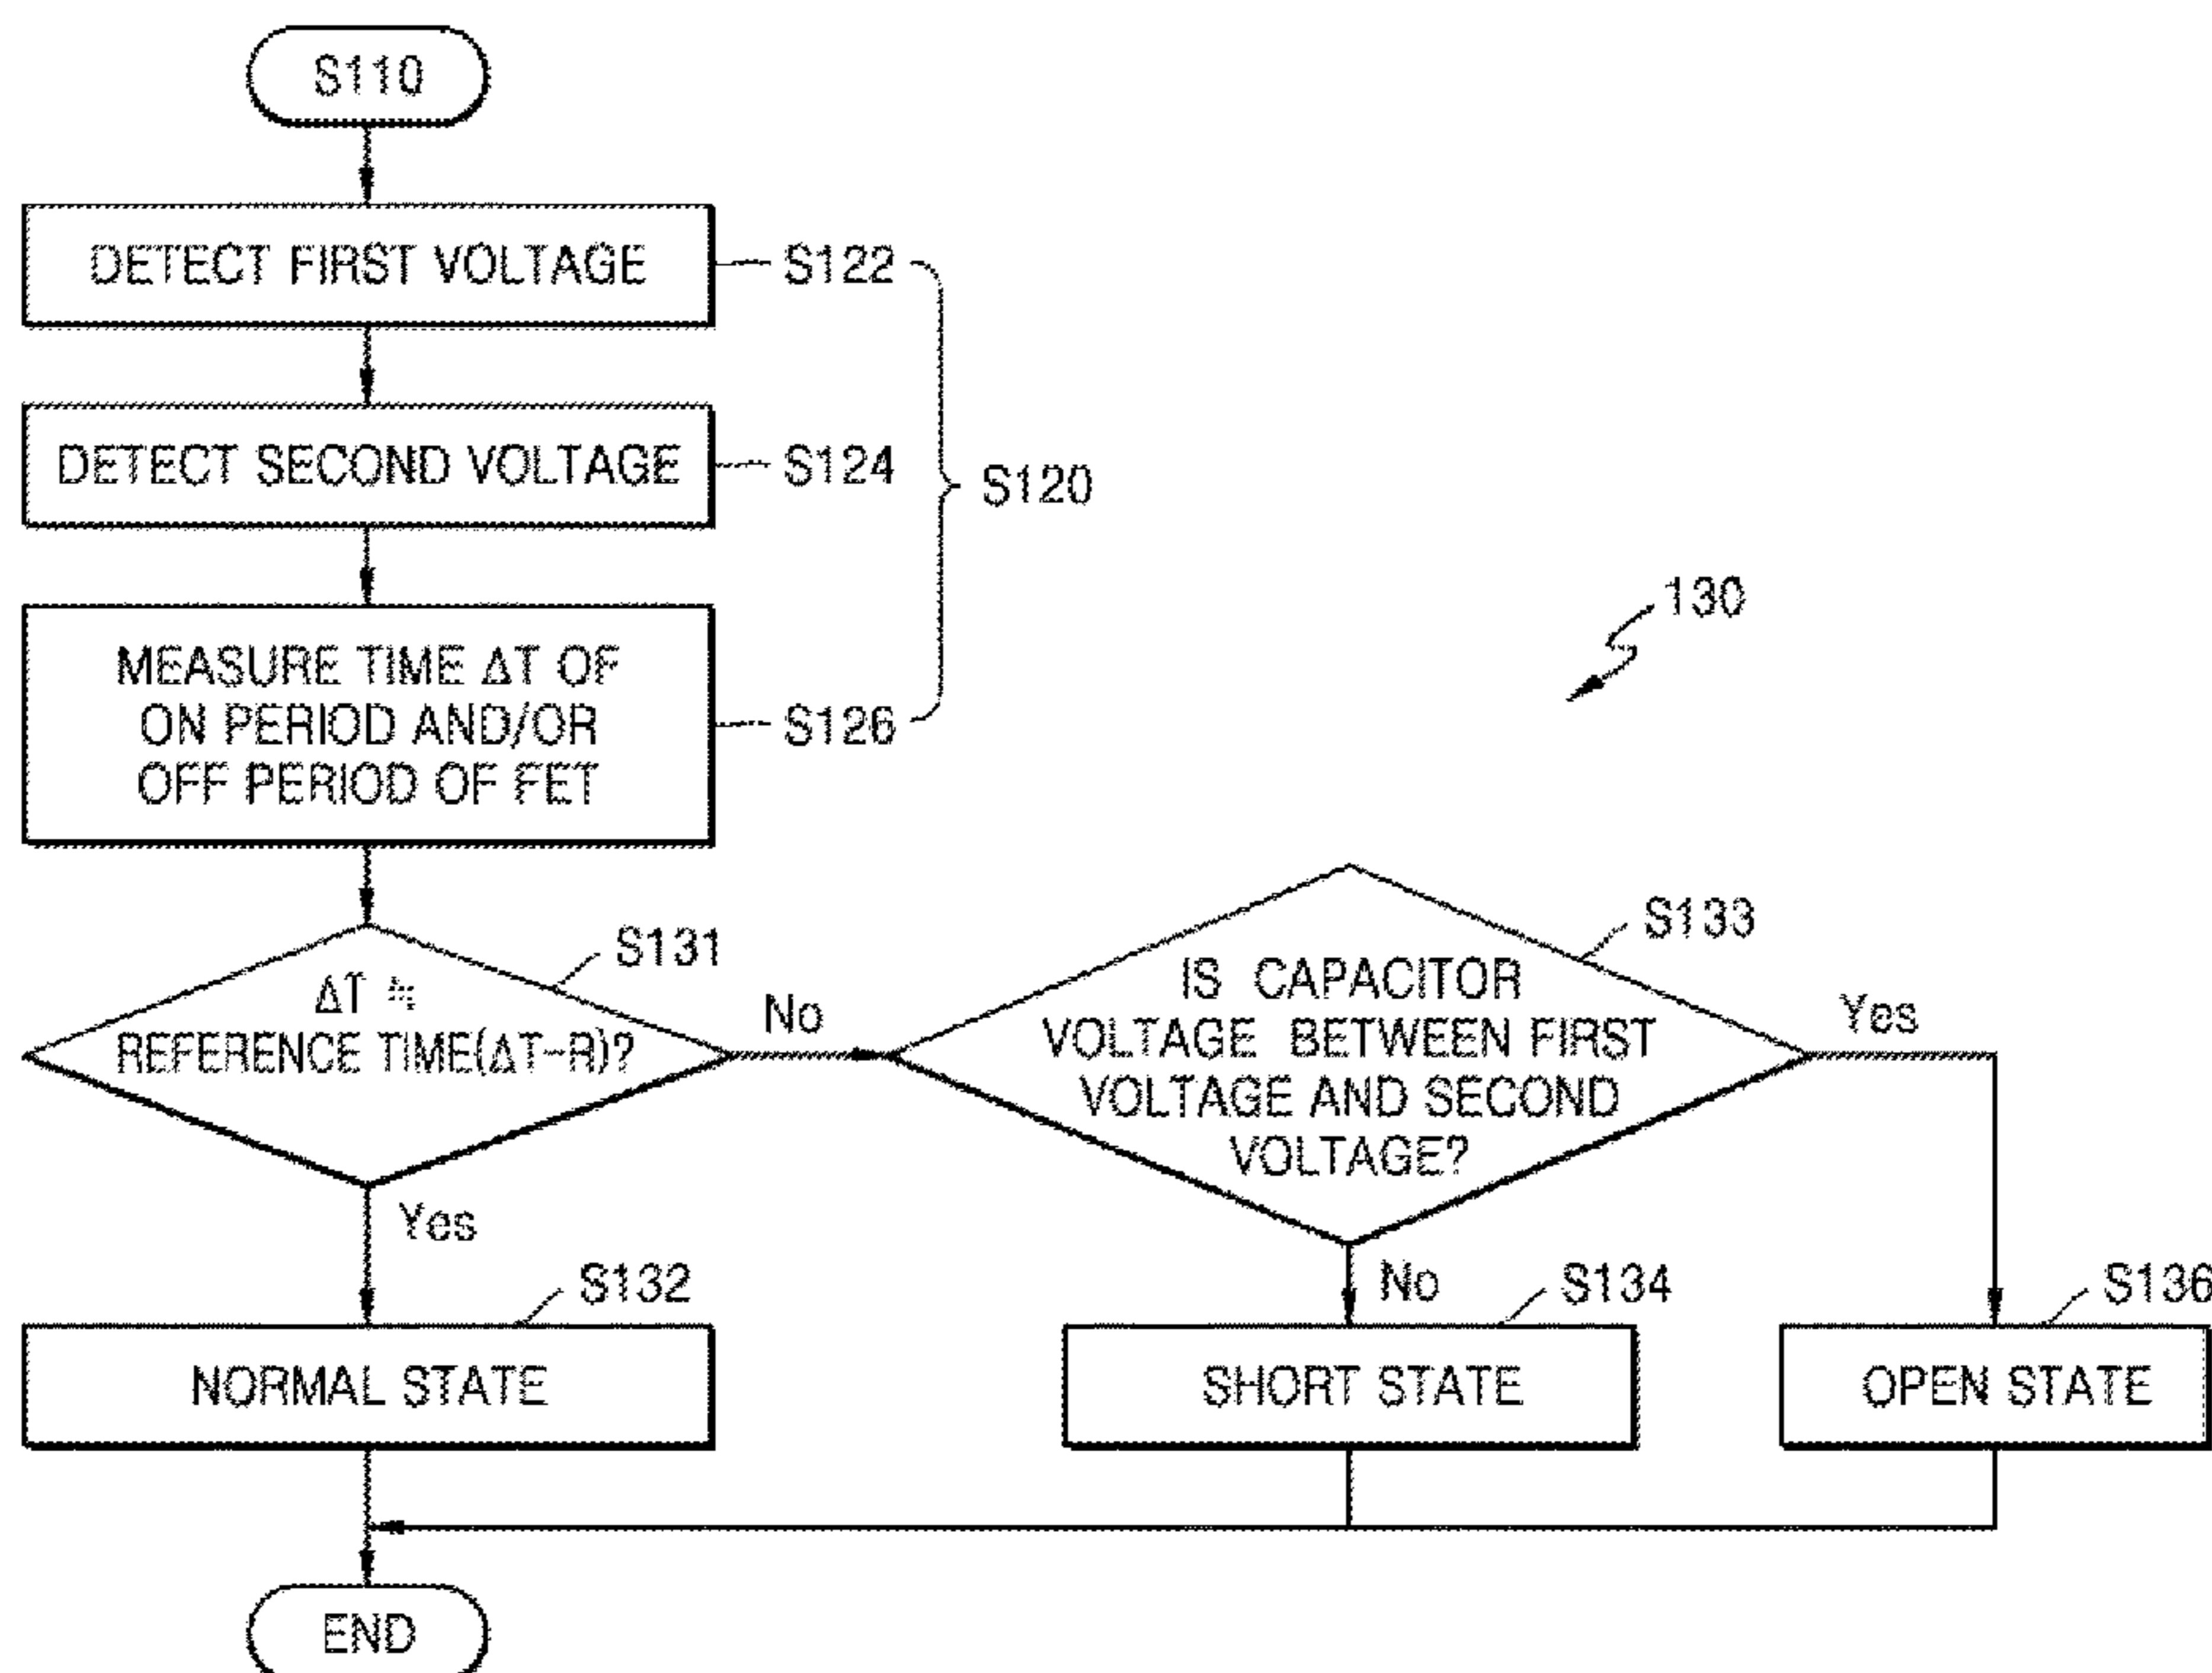 S110
DETECT FIRST VOLTAGE
S122
DETECT SECOND VOLTAGE
S124
S120
MEASURE TIME ΔT OF
ON PERIOD AND/OR
OFF PERIOD OF FET
S126
130
ΔT ≒
REFERENCE TIME(ΔT-R)?
S131
No
Yes
IS CAPACITOR
VOLTAGE BETWEEN FIRST
VOLTAGE AND SECOND
VOLTAGE?
S133
Yes
No
NORMAL STATE
S132
SHORT STATE
S134
OPEN STATE
S136
END